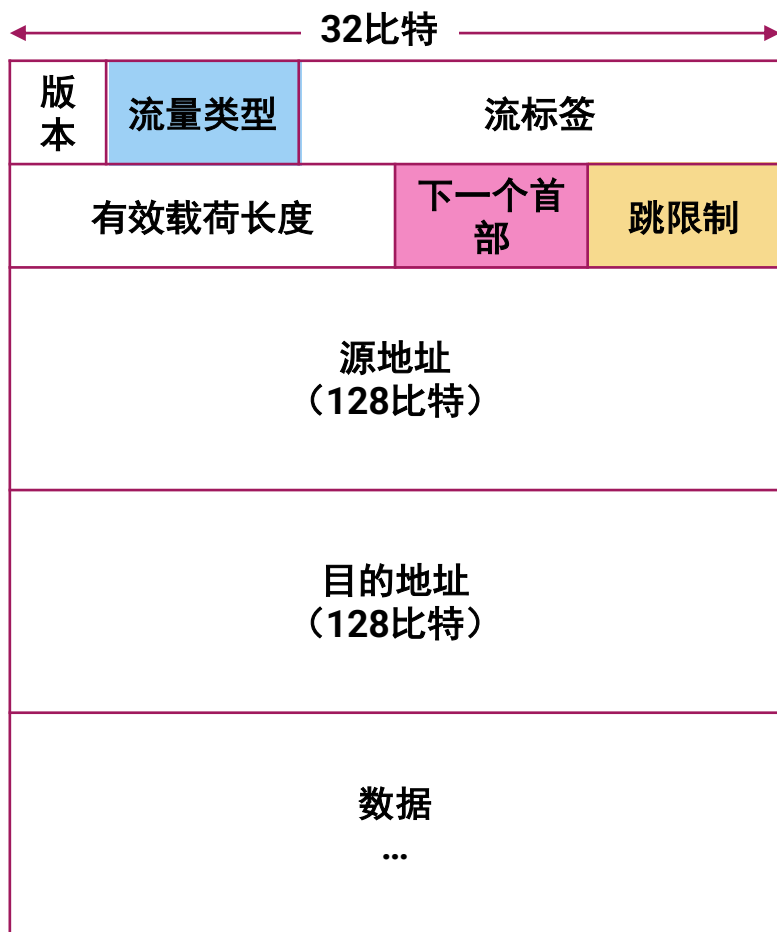 32比特
版
本
流量类型
流标签
有效载荷长度
下一个首
部
跳限制
源地址
（128比特）
目的地址
（128比特）
数据
...